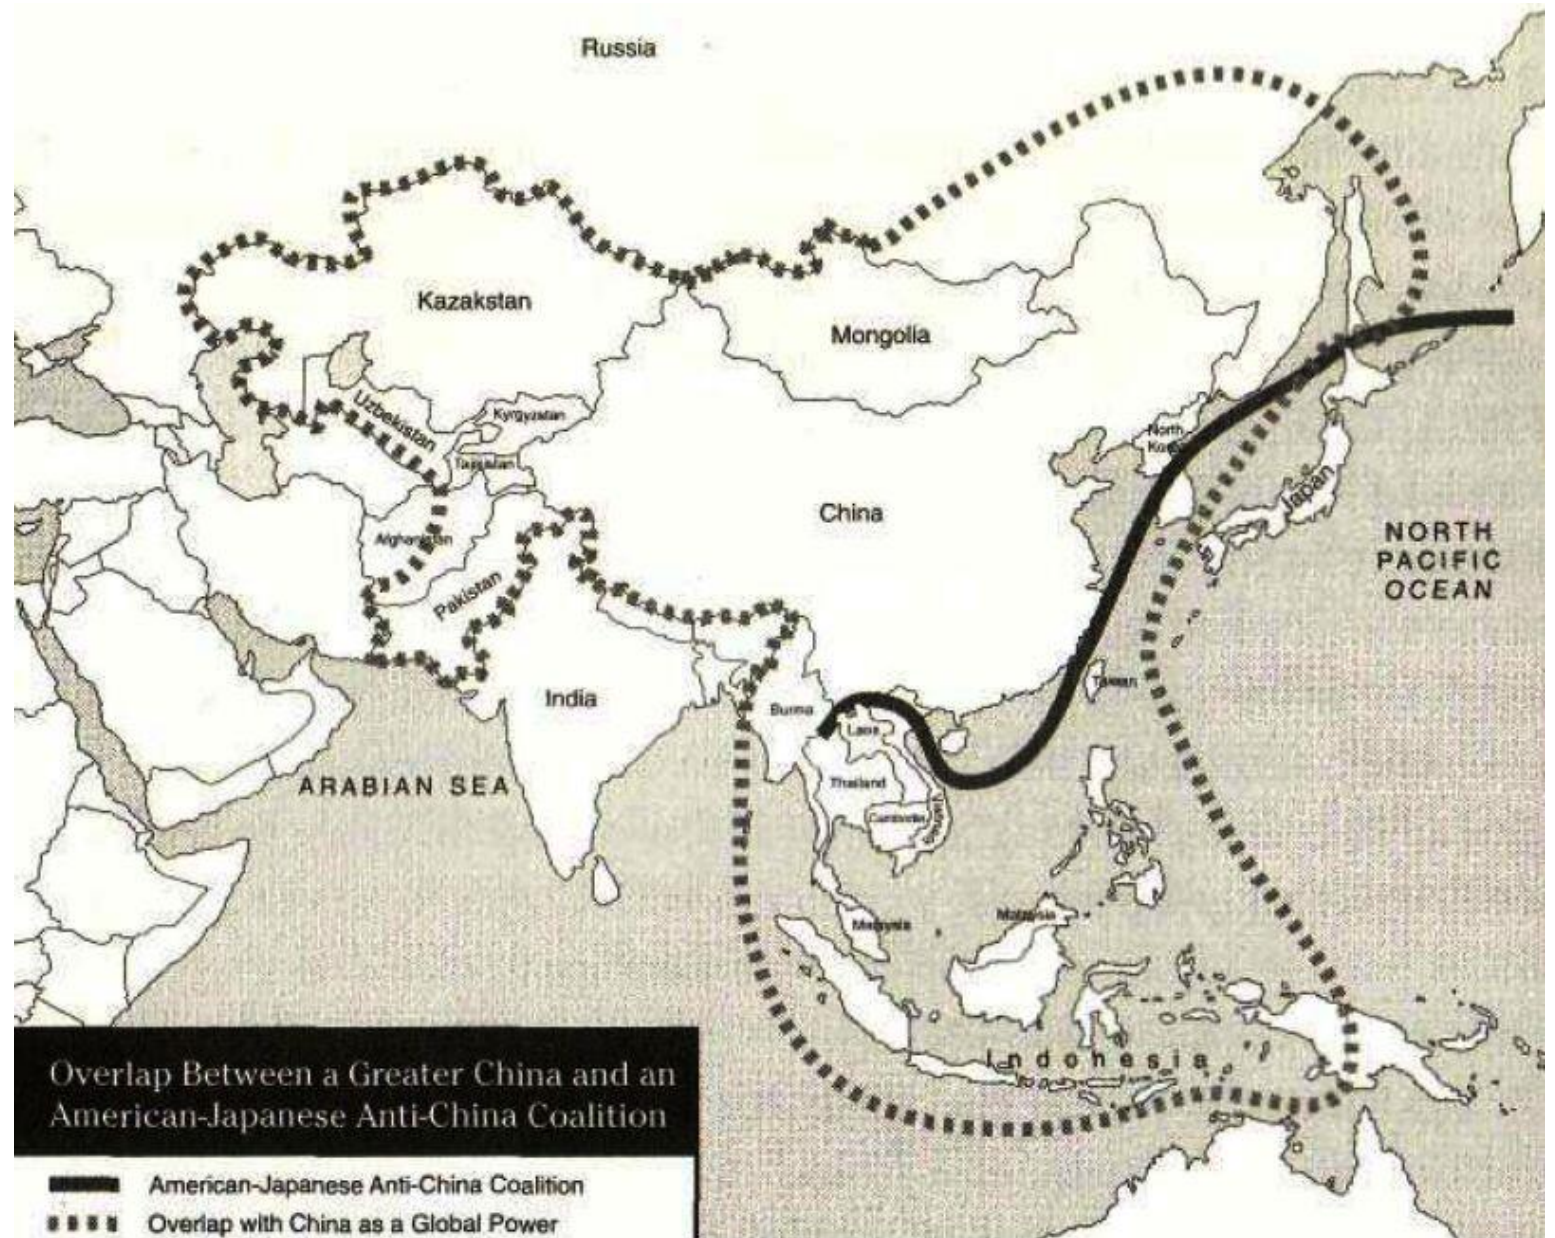 Russia
Kazakstan
Mongolia
Uzbekistan
Kyrgyzstan
North
China
Japan
Afghanistan
Pakistan
NORTH
PACIFIC
OCEAN
India
Burma
Taiwan
Laos
ARABIAN SEA
Thailand
Vietnam
Cambodia
Malaysia
Malaysia
Indonesia
Overlap Between a Greater China and an
American-Japanese Anti-China Coalition
American-Japanese Anti-China Coalition
Overlap with China as a Global Power